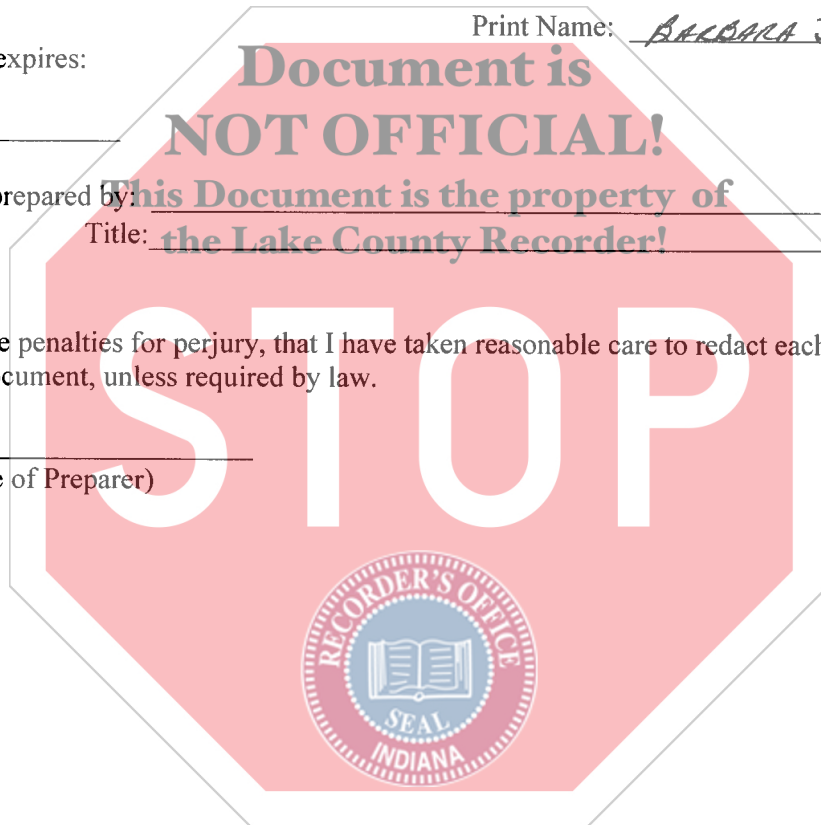 Print Name: BARBARA J
expires:
Document is
NOT OFFICIAL!
prepared by:
This Document is the property of
Title:
the Lake County Recorder!
e penalties for perjury, that I have taken reasonable care to redact each
cument, unless required by law.
STOP
e of Preparer)
RECORDER'S OFFICE
SEAL
INDIANA